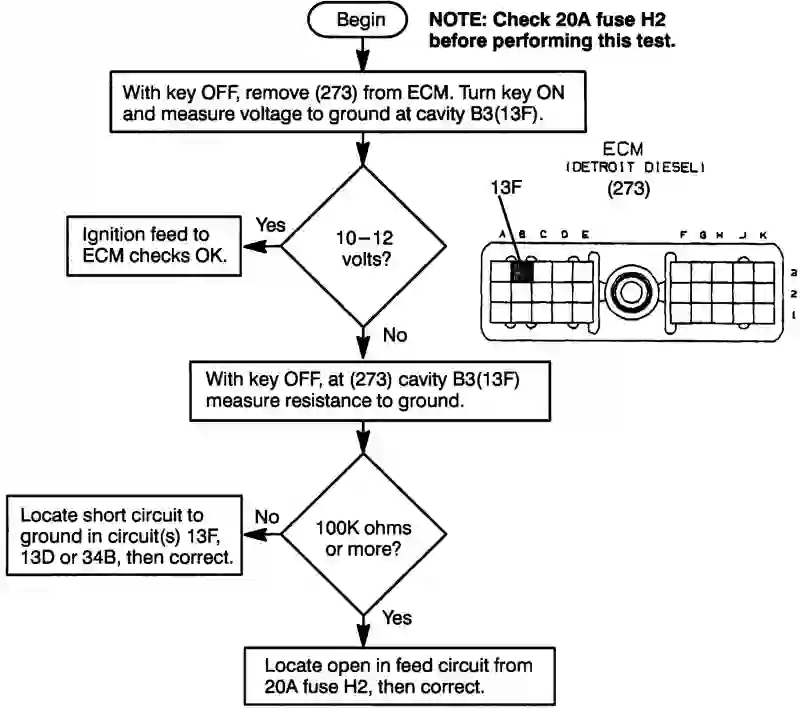 Begin
NOTE: Check 20A fuse H2
before performing this test.
With key OFF, remove (273) from ECM. Turn key ON
and measure voltage to ground at cavity B3(13F).
ECM
(DETROIT DIESEL)
(273)
13F
A B C D E
F G H J K
3
2
1
10–12
volts?
Yes
Ignition feed to
ECM checks OK.
No
With key OFF, at (273) cavity B3(13F)
measure resistance to ground.
100K ohms
or more?
No
Locate short circuit to
ground in circuit(s) 13F,
13D or 34B, then correct.
Yes
Locate open in feed circuit from
20A fuse H2, then correct.